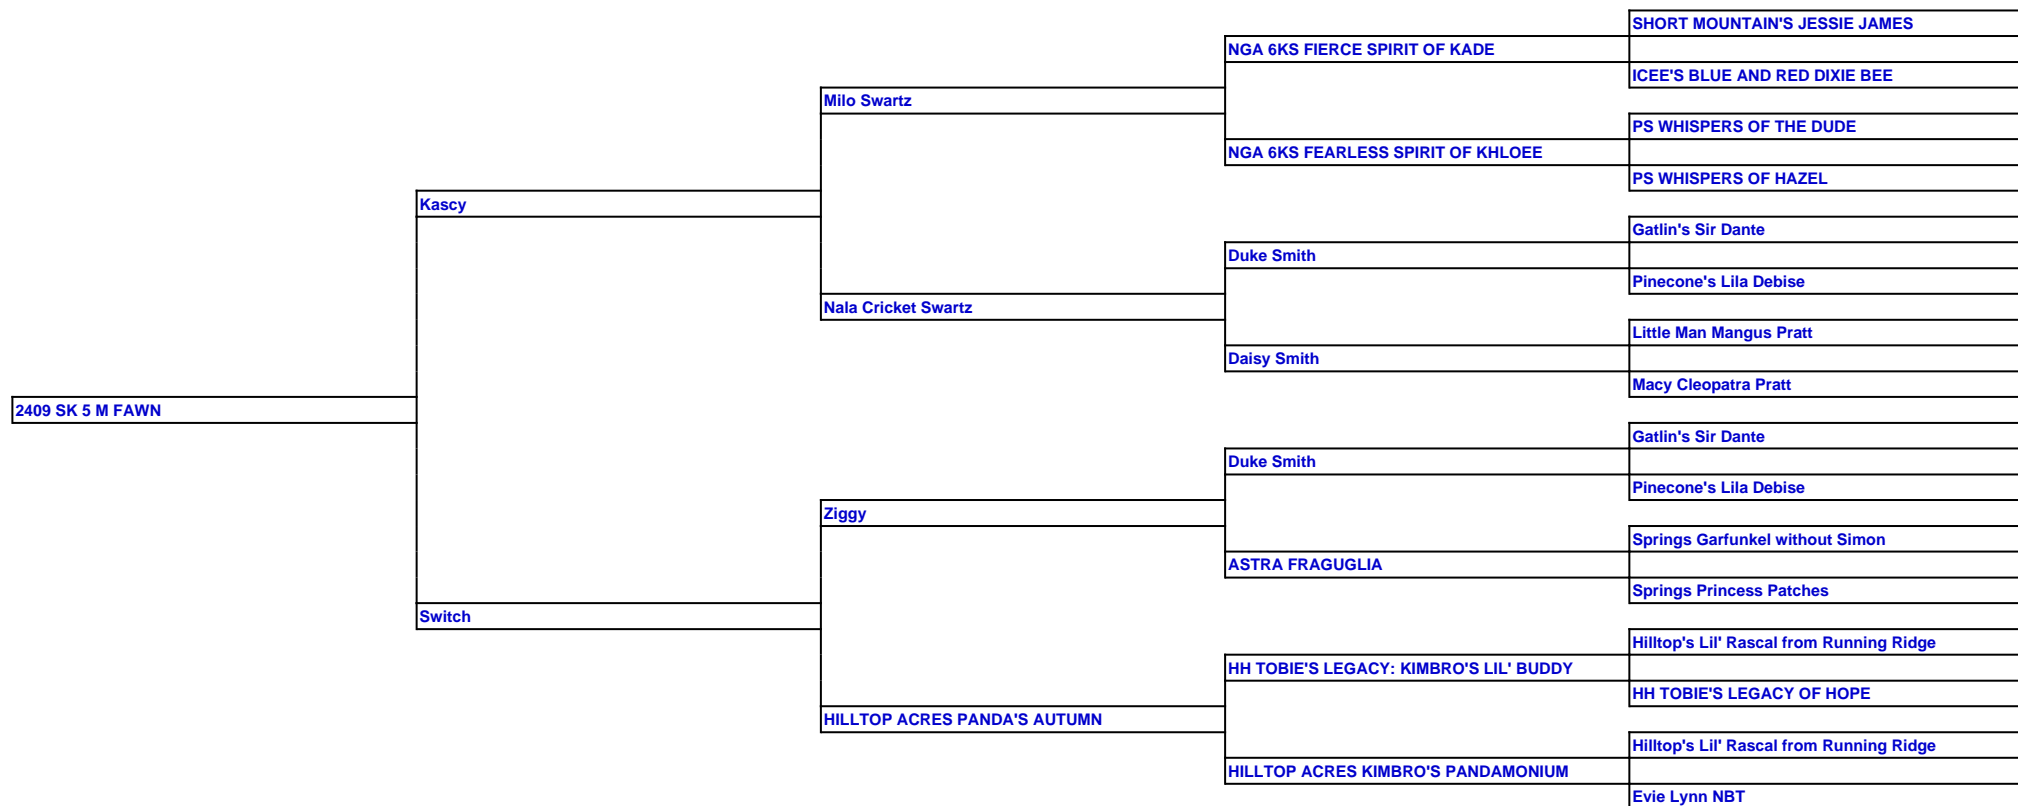 SHORT MOUNTAIN'S JESSIE JAMES
NGA 6KS FIERCE SPIRIT OF KADE
ICEE'S BLUE AND RED DIXIE BEE
Milo Swartz
PS WHISPERS OF THE DUDE
NGA 6KS FEARLESS SPIRIT OF KHLOEE
PS WHISPERS OF HAZEL
Kascy
Gatlin's Sir Dante
Duke Smith
Pinecone's Lila Debise
Nala Cricket Swartz
Little Man Mangus Pratt
Daisy Smith
Macy Cleopatra Pratt
2409 SK 5 M FAWN
Gatlin's Sir Dante
Duke Smith
Pinecone's Lila Debise
Ziggy
Springs Garfunkel without Simon
ASTRA FRAGUGLIA
Springs Princess Patches
Switch
Hilltop's Lil' Rascal from Running Ridge
HH TOBIE'S LEGACY: KIMBRO'S LIL' BUDDY
HH TOBIE'S LEGACY OF HOPE
HILLTOP ACRES PANDA'S AUTUMN
Hilltop's Lil' Rascal from Running Ridge
HILLTOP ACRES KIMBRO'S PANDAMONIUM
Evie Lynn NBT